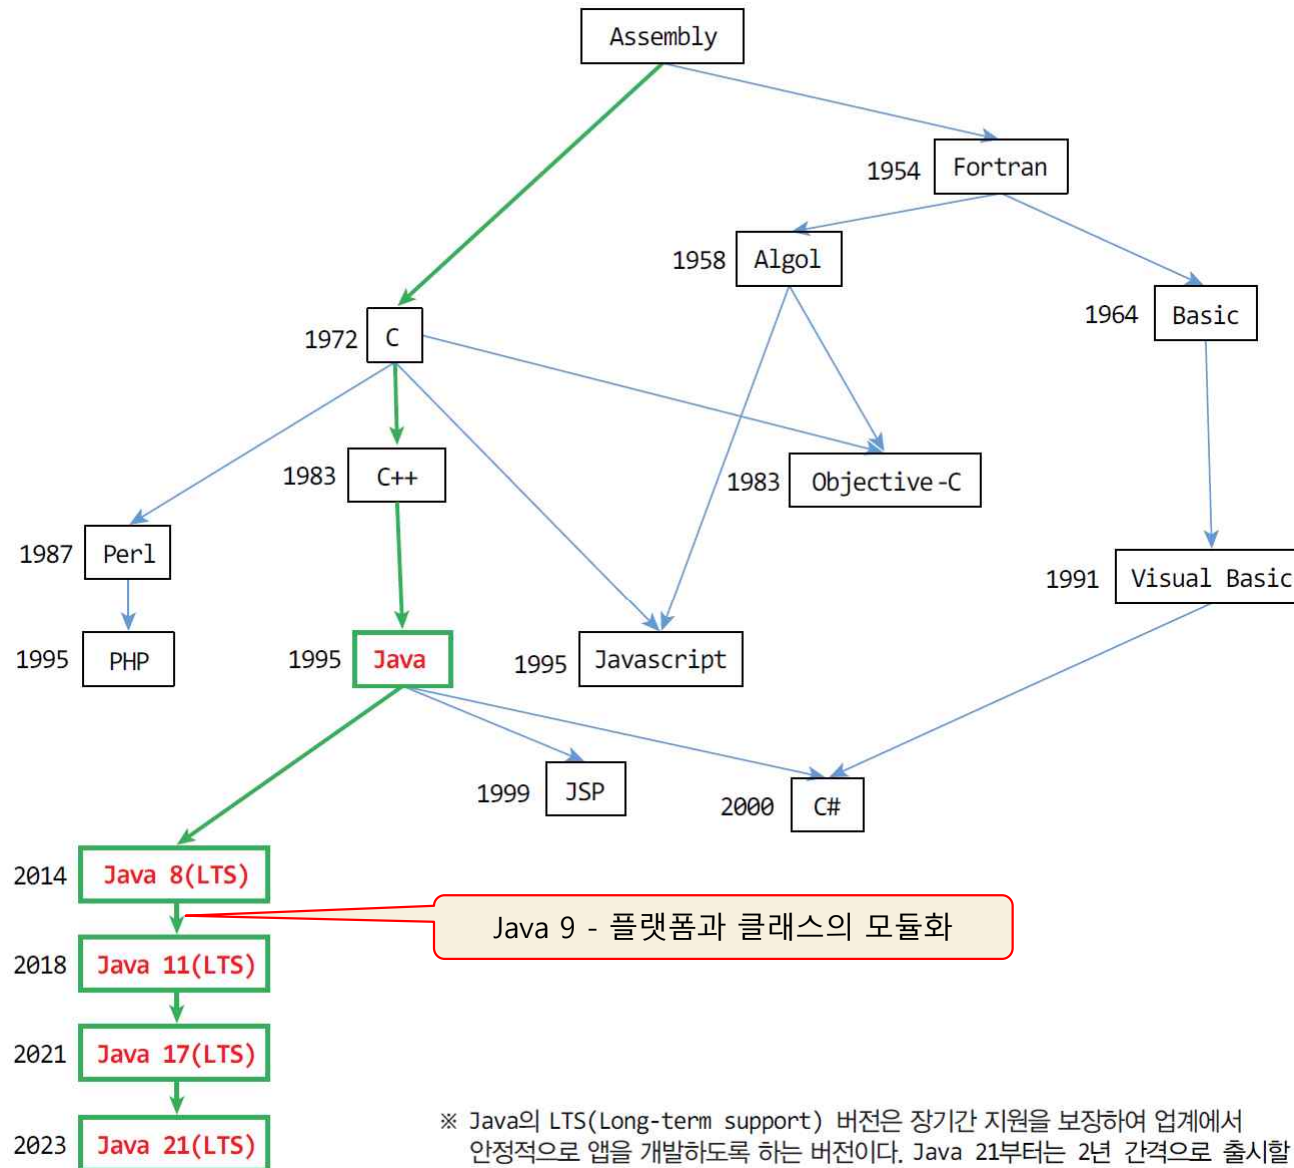 Assembly
1954 Fortran
1958 Algol
1964 Basic
1972 C
1983 C++
1983 Objective-C
1987 Perl
1991 Visual Basic
1995 PHP
1995 Java
1995 Javascript
1999 JSP
2000 C#
2014 Java 8(LTS)
Java 9 - 플랫폼과 클래스의 모듈화
2018 Java 11(LTS)
2021 Java 17(LTS)
2023 Java 21(LTS)
※ Java의 LTS(Long-term support) 버전은 장기간 지원을 보장하여 업계에서
안정적으로 앱을 개발하도록 하는 버전이다. Java 21부터는 2년 간격으로 출시할